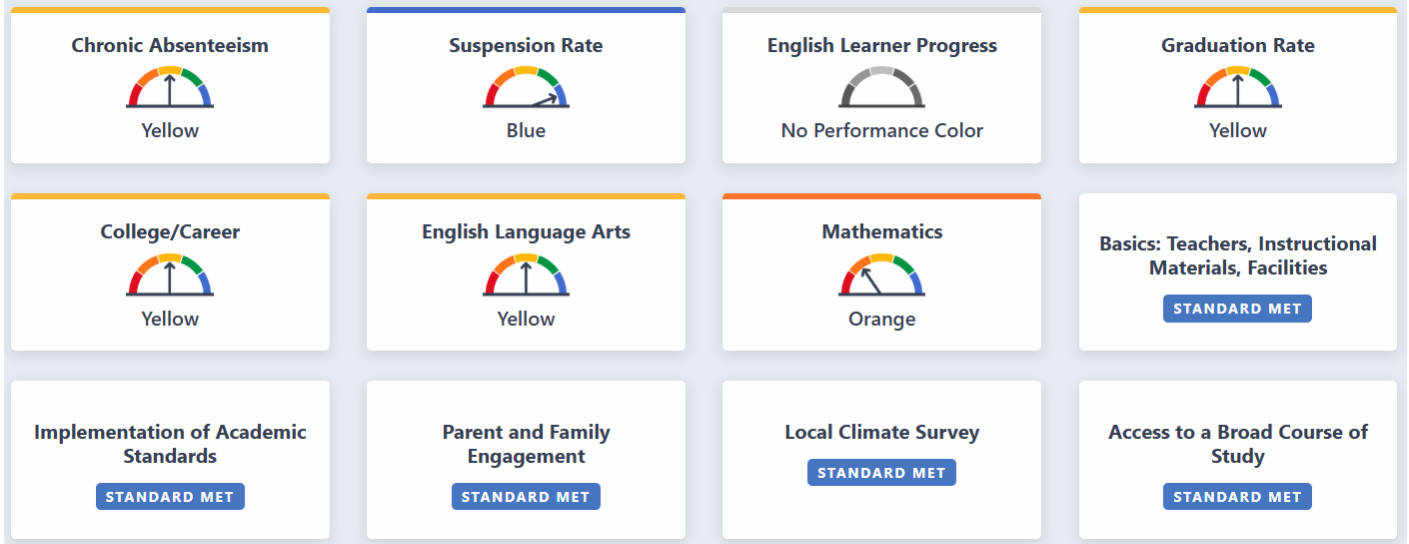 Chronic Absenteeism
Yellow
Suspension Rate
Blue
English Learner Progress
No Performance Color
Graduation Rate
Yellow
College/Career
Yellow
English Language Arts
Yellow
Mathematics
Orange
Basics: Teachers, Instructional
Materials, Facilities
STANDARD MET
Implementation of Academic
Standards
STANDARD MET
Parent and Family
Engagement
STANDARD MET
Local Climate Survey
STANDARD MET
Access to a Broad Course of
Study
STANDARD MET